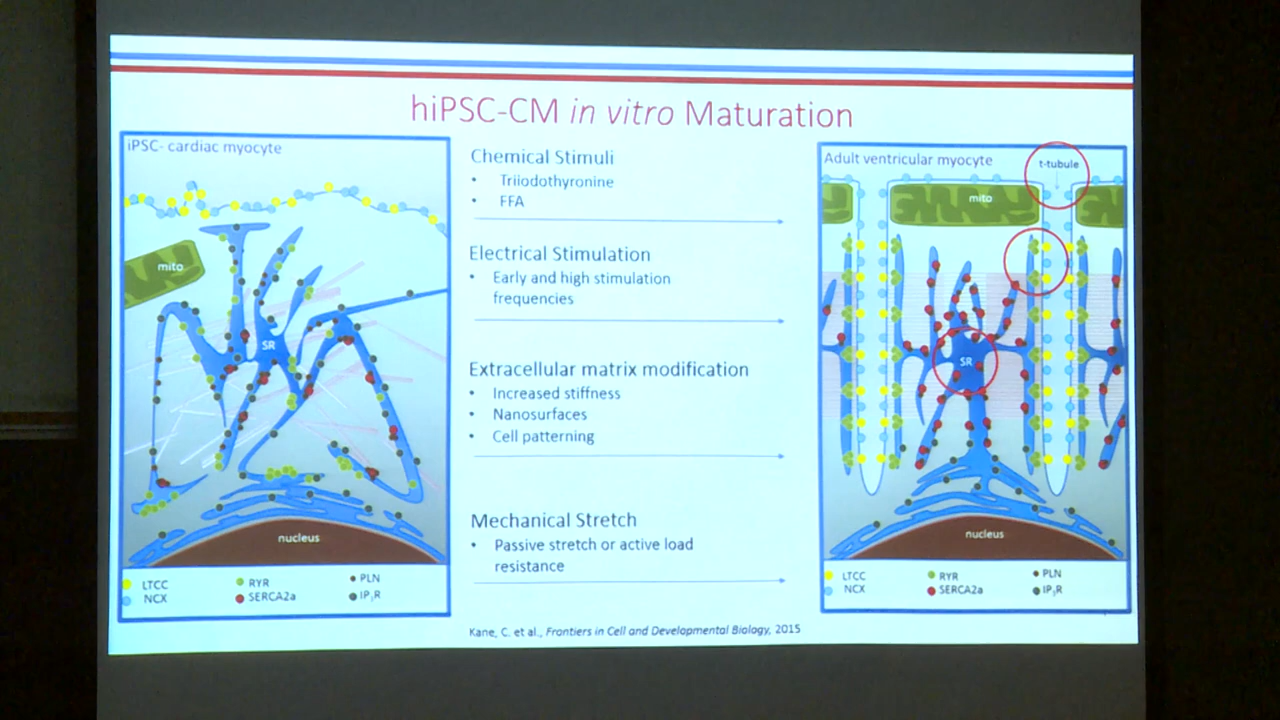 hiPSC-CM in vitro Maturation
iPSC- cardiac myocyte
mito
SR
nucleus
LTCC
RYR
PLN
NCX
SERCA2a
IP₃R
Chemical Stimuli
• Triiodothyronine
• FFA
Electrical Stimulation
• Early and high stimulation
frequencies
Extracellular matrix modification
• Increased stiffness
• Nanosurfaces
• Cell patterning
Mechanical Stretch
• Passive stretch or active load
resistance
Adult ventricular myocyte
t-tubule
mito
SR
nucleus
LTCC
RYR
PLN
NCX
SERCA2a
IP₃R
Kane, C. et al., Frontiers in Cell and Developmental Biology, 2015